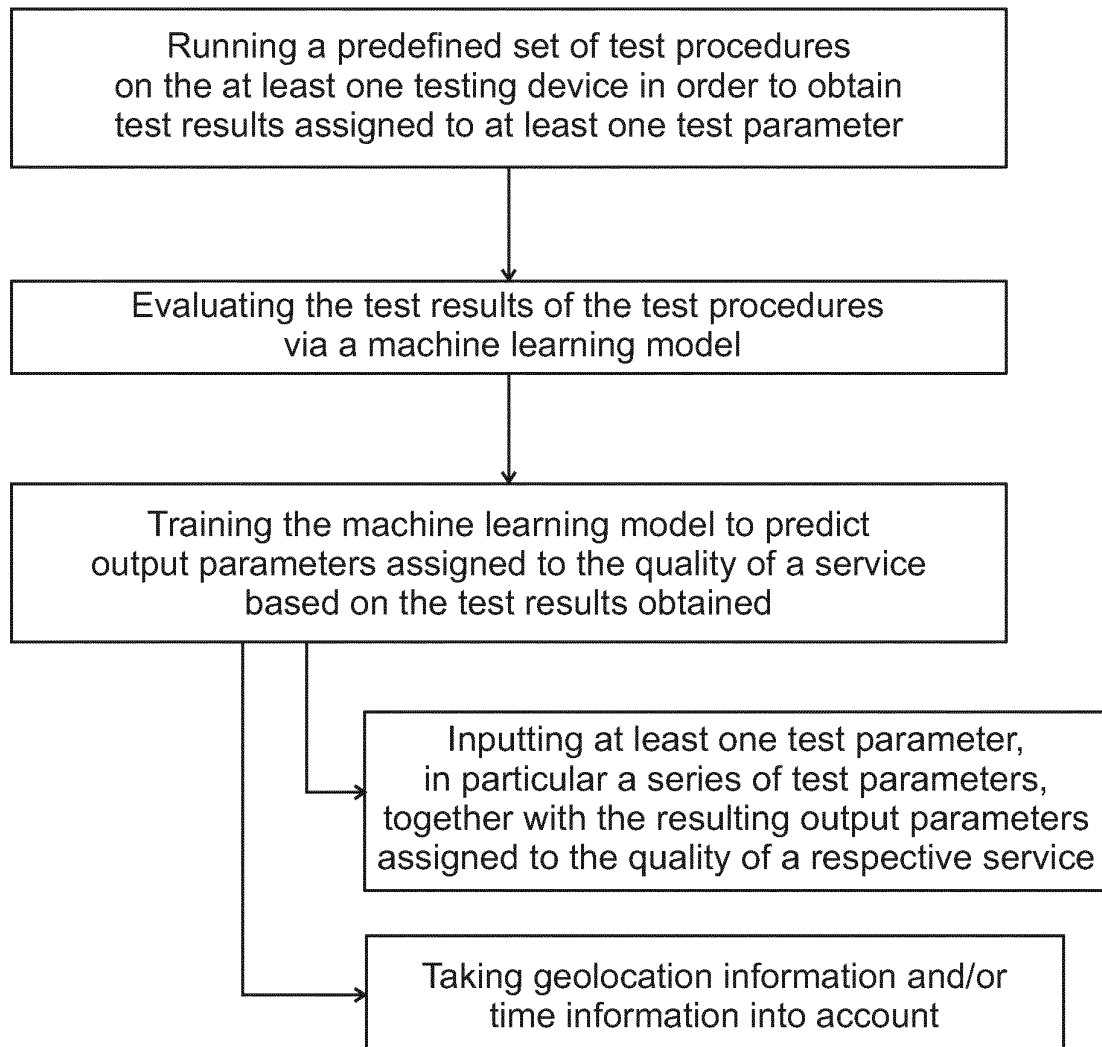 Running a predefined set of test procedures
on the at least one testing device in order to obtain
test results assigned to at least one test parameter
Evaluating the test results of the test procedures
via a machine learning model
Training the machine learning model to predict
output parameters assigned to the quality of a service
based on the test results obtained
Inputting at least one test parameter,
in particular a series of test parameters,
together with the resulting output parameters
assigned to the quality of a respective service
Taking geolocation information and/or
time information into account